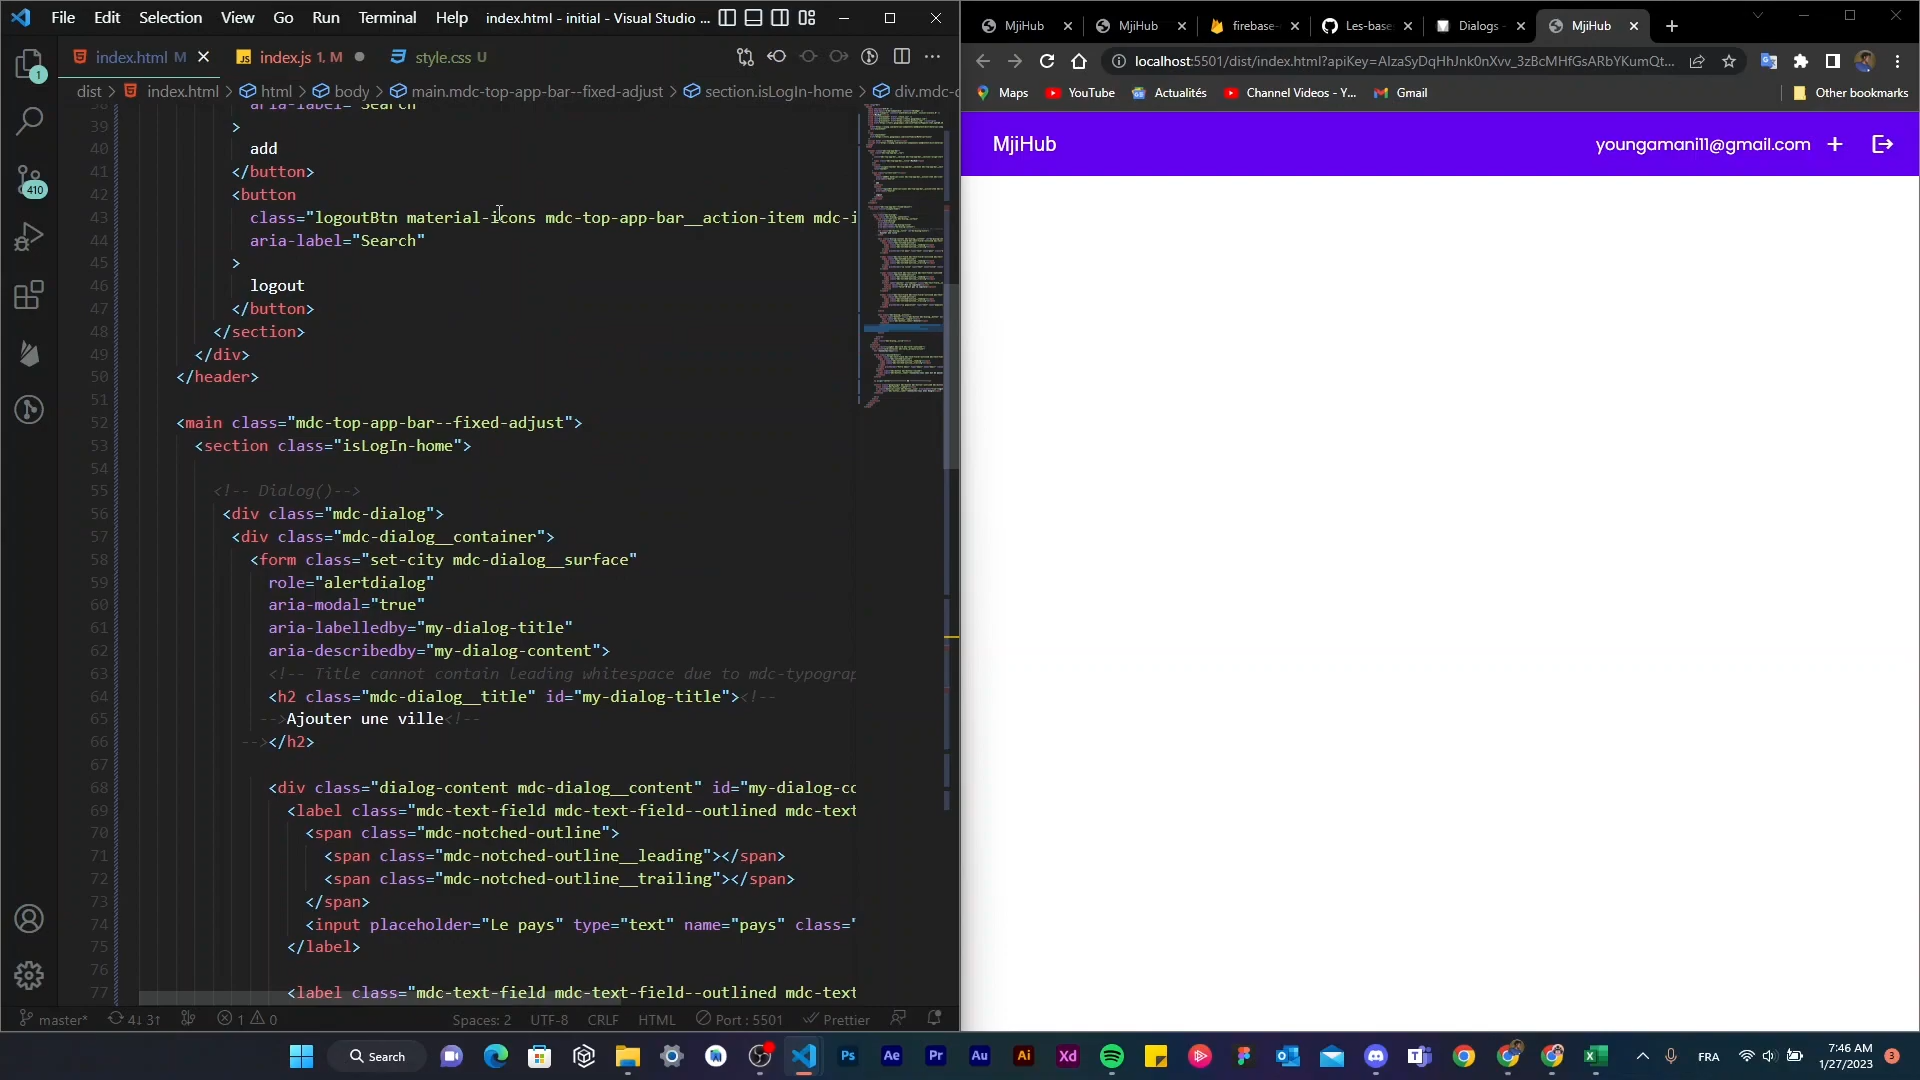 File Edit Selection View Go Run Terminal Help index.html - initial - Visual Studio ...
index.html M index.js 1, M style.css U
dist > index.html > html > body > main.mdc-top-app-bar--fixed-adjust > section.isLogIn-home > div.mdc-c
39 >
40 add
41 </button>
42 <button
43 class="logoutBtn material-icons mdc-top-app-bar__action-item mdc-i
44 aria-label="Search"
45 >
46 logout
47 </button>
48 </section>
49 </div>
50 </header>
51
52 <main class="mdc-top-app-bar--fixed-adjust">
53 <section class="isLogIn-home">
54
55 <!-- Dialog()-->
56 <div class="mdc-dialog">
57 <div class="mdc-dialog__container">
58 <form class="set-city mdc-dialog__surface"
59 role="alertdialog"
60 aria-modal="true"
61 aria-labelledby="my-dialog-title"
62 aria-describedby="my-dialog-content">
63 <!-- Title cannot contain leading whitespace due to mdc-typograp
64 <h2 class="mdc-dialog__title" id="my-dialog-title"><!--
65 -->Ajouter une ville<!--
66 --></h2>
67
68 <div class="dialog-content mdc-dialog__content" id="my-dialog-co
69 <label class="mdc-text-field mdc-text-field--outlined mdc-text
70 <span class="mdc-notched-outline">
71 <span class="mdc-notched-outline__leading"></span>
72 <span class="mdc-notched-outline__trailing"></span>
73 </span>
74 <input placeholder="Le pays" type="text" name="pays" class="
75 </label>
76
77 <label class="mdc-text-field mdc-text-field--outlined mdc-text
master* 4↓ 3↑ 1 0 Spaces: 2 UTF-8 CRLF HTML Port : 5501 Prettier
1
410
MjiHub MjiHub firebase- Les-base Dialogs - MjiHub
localhost:5501/dist/index.html?apiKey=AIzaSyDqHhJnk0nXvv_3zBcMHfGsARbYKumQt...
Maps YouTube Actualités Channel Videos - Y... Gmail Other bookmarks
MjiHub youngamani11@gmail.com +
Search Ps Ae Pr Au Ai Xd FRA 7:46 AM 3
1/27/2023